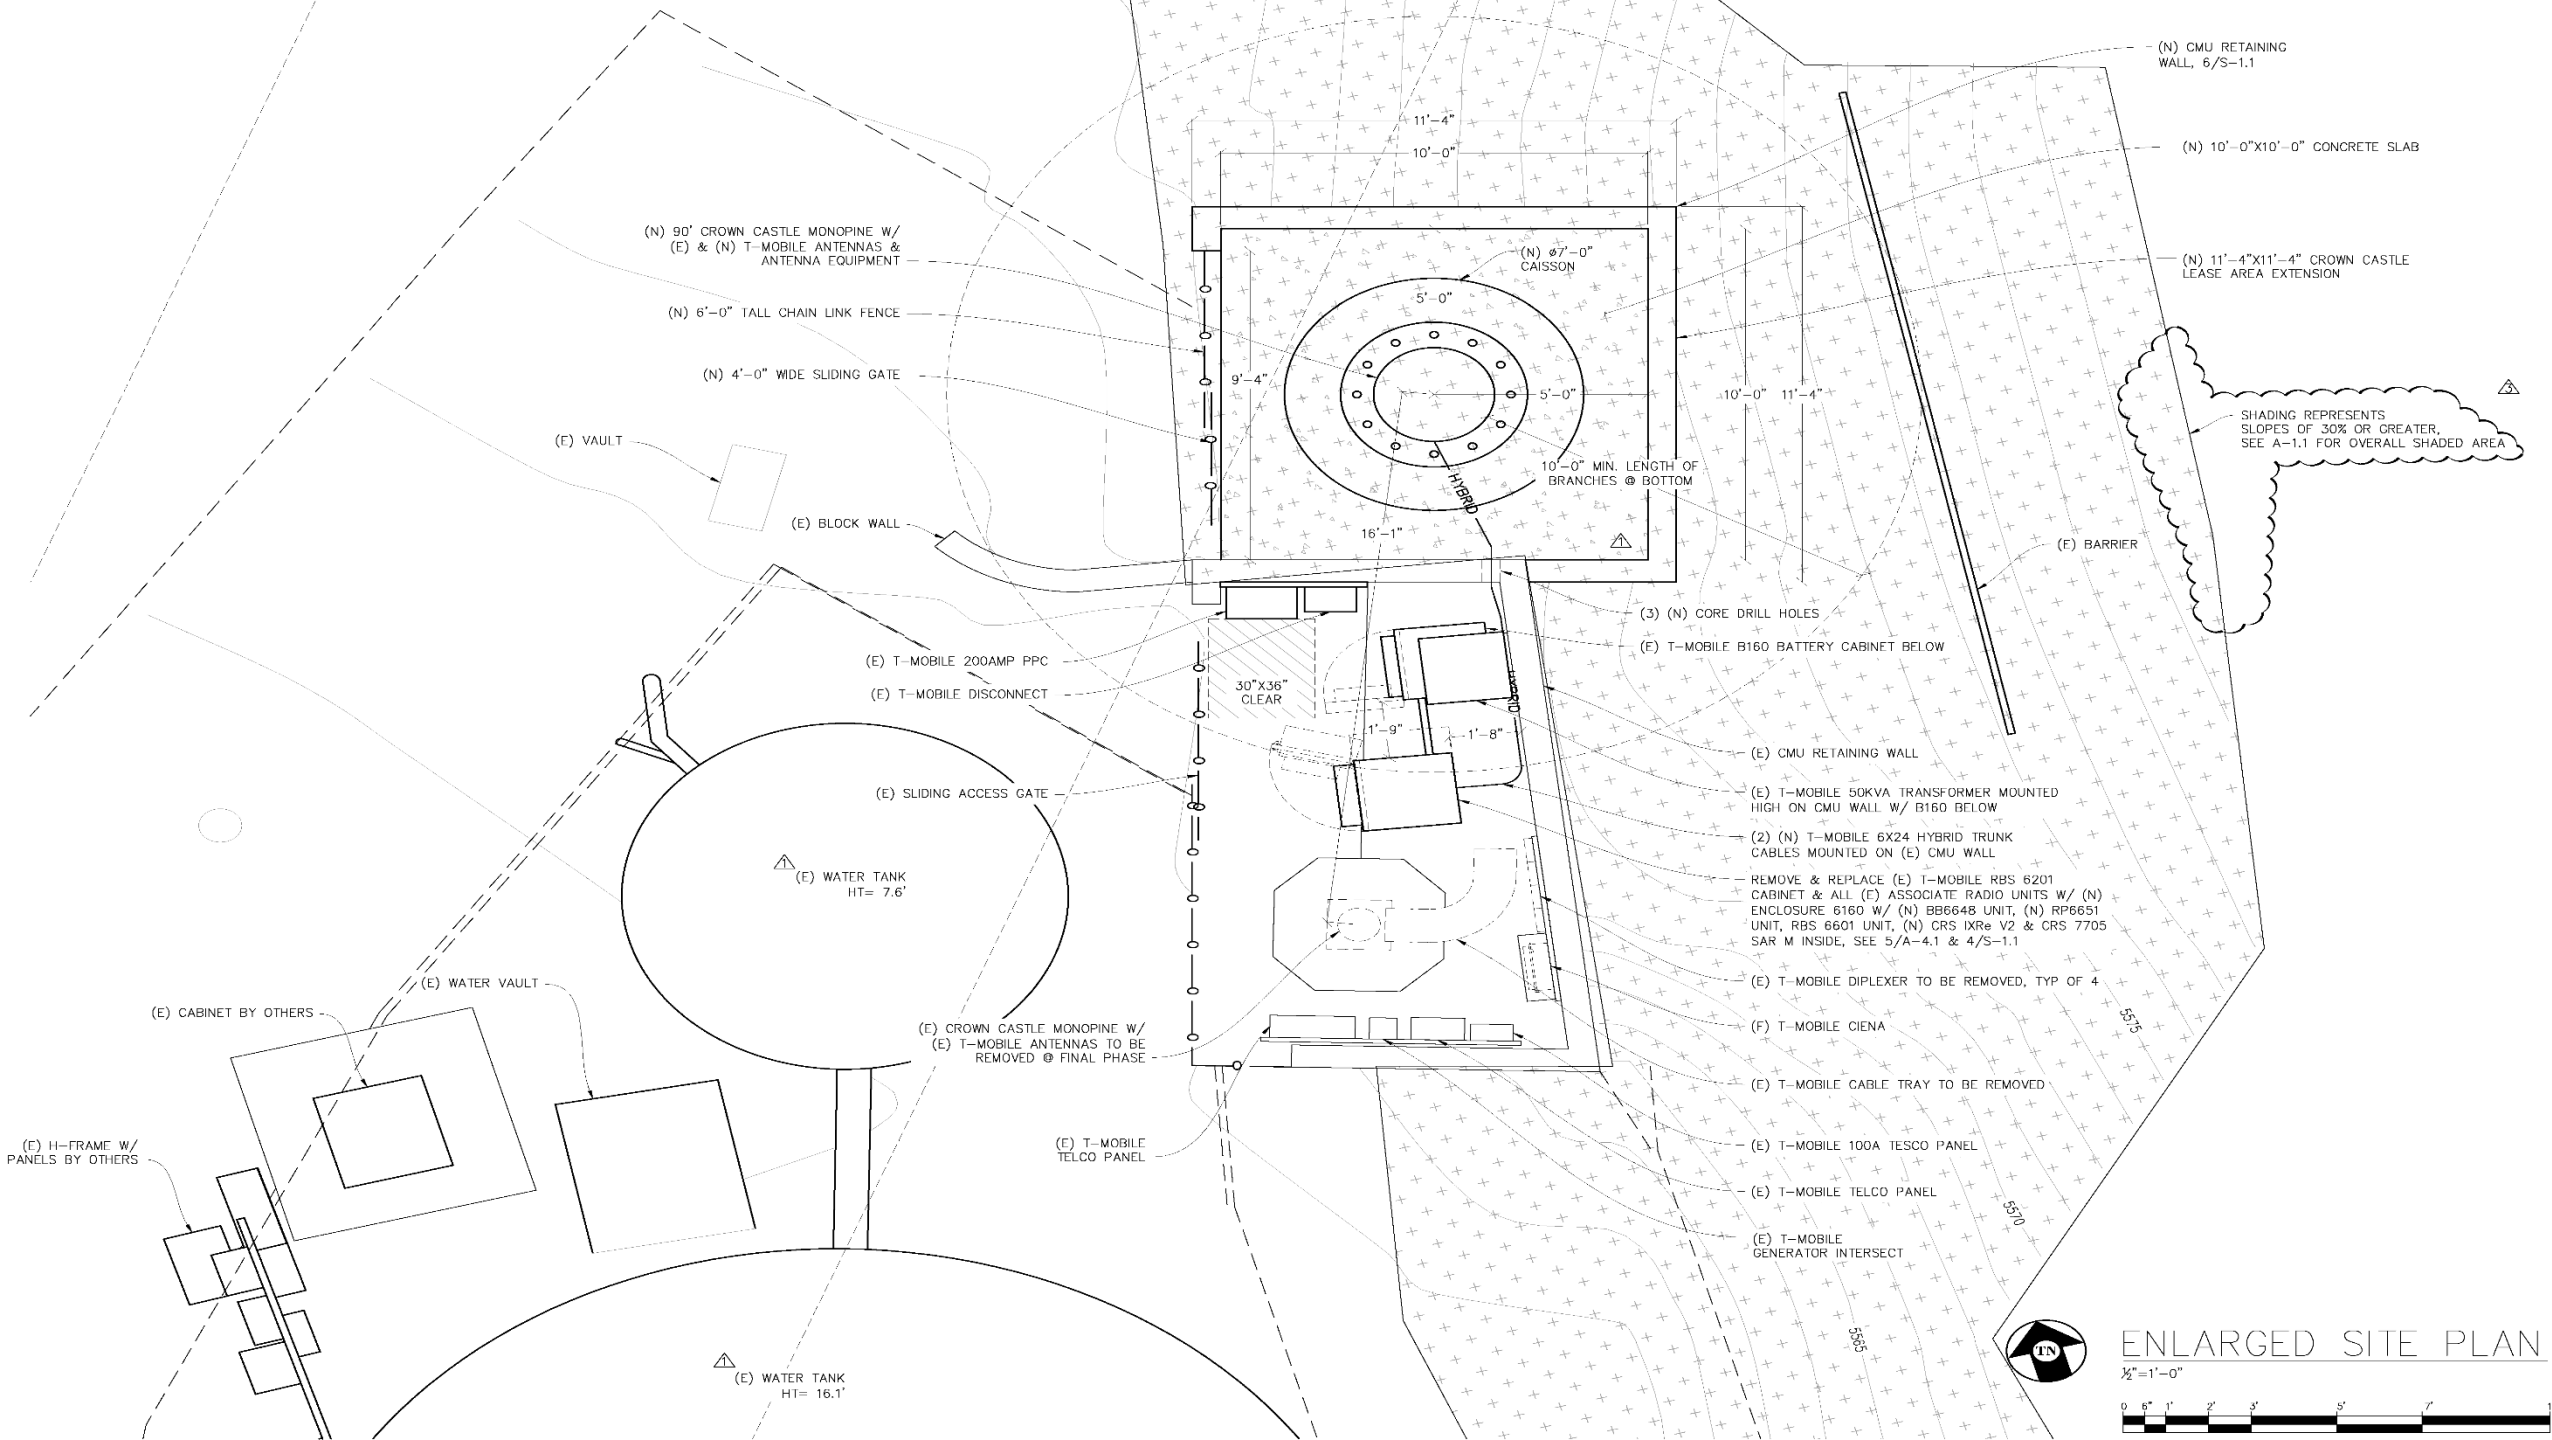 (N) CMU RETAINING
WALL, 6/S-1.1
11'-4"
10'-0"
(N) 10'-0"X10'-0" CONCRETE SLAB
(N) 90' CROWN CASTLE MONOPINE W/
(E) & (N) T-MOBILE ANTENNAS &
ANTENNA EQUIPMENT
(N) ø7'-0"
CAISSON
(N) 11'-4"X11'-4" CROWN CASTLE
LEASE AREA EXTENSION
5'-0"
(N) 6'-0" TALL CHAIN LINK FENCE
(N) 4'-0" WIDE SLIDING GATE
9'-4"
5'-0"
10'-0"
11'-4"
3
SHADING REPRESENTS
SLOPES OF 30% OR GREATER,
SEE A-1.1 FOR OVERALL SHADED AREA
(E) VAULT
10'-0" MIN. LENGTH OF
BRANCHES @ BOTTOM
HYBRID
(E) BLOCK WALL
16'-1"
1
(E) BARRIER
(3) (N) CORE DRILL HOLES
(E) T-MOBILE B160 BATTERY CABINET BELOW
(E) T-MOBILE 200AMP PPC
(E) T-MOBILE DISCONNECT
30"X36"
CLEAR
HYBRID
1'-9"
1'-8"
(E) CMU RETAINING WALL
(E) SLIDING ACCESS GATE
(E) T-MOBILE 50KVA TRANSFORMER MOUNTED
HIGH ON CMU WALL W/ B160 BELOW
(2) (N) T-MOBILE 6X24 HYBRID TRUNK
CABLES MOUNTED ON (E) CMU WALL
1
(E) WATER TANK
HT= 7.6'
REMOVE & REPLACE (E) T-MOBILE RBS 6201
CABINET & ALL (E) ASSOCIATE RADIO UNITS W/ (N)
ENCLOSURE 6160 W/ (N) BB6648 UNIT, (N) RP6651
UNIT, RBS 6601 UNIT, (N) CRS IXRe V2 & CRS 7705
SAR M INSIDE, SEE 5/A-4.1 & 4/S-1.1
(E) T-MOBILE DIPLEXER TO BE REMOVED, TYP OF 4
(E) WATER VAULT
(E) CABINET BY OTHERS
(E) CROWN CASTLE MONOPINE W/
(E) T-MOBILE ANTENNAS TO BE
REMOVED @ FINAL PHASE
(F) T-MOBILE CIENA
5575
(E) T-MOBILE CABLE TRAY TO BE REMOVED
(E) H-FRAME W/
PANELS BY OTHERS
(E) T-MOBILE
TELCO PANEL
(E) T-MOBILE 100A TESCO PANEL
(E) T-MOBILE TELCO PANEL
5570
(E) T-MOBILE
GENERATOR INTERSECT
5565
1
(E) WATER TANK
HT= 16.1'
TN
ENLARGED SITE PLAN
½"=1'-0"
0 6" 1' 2' 3' 5' 7' 1